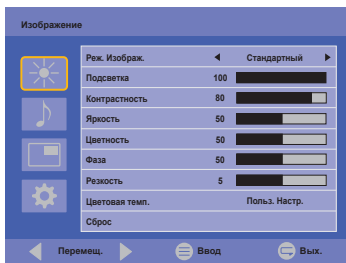 Изображение
Реж. Изображ. Стандартный
Подсветка 100
Контрастность 80
Яркость 50
Цветность 50
Фаза 50
Резкость 5
Цветовая темп. Польз. Настр.
Сброс
Перемещ. Ввод Вых.